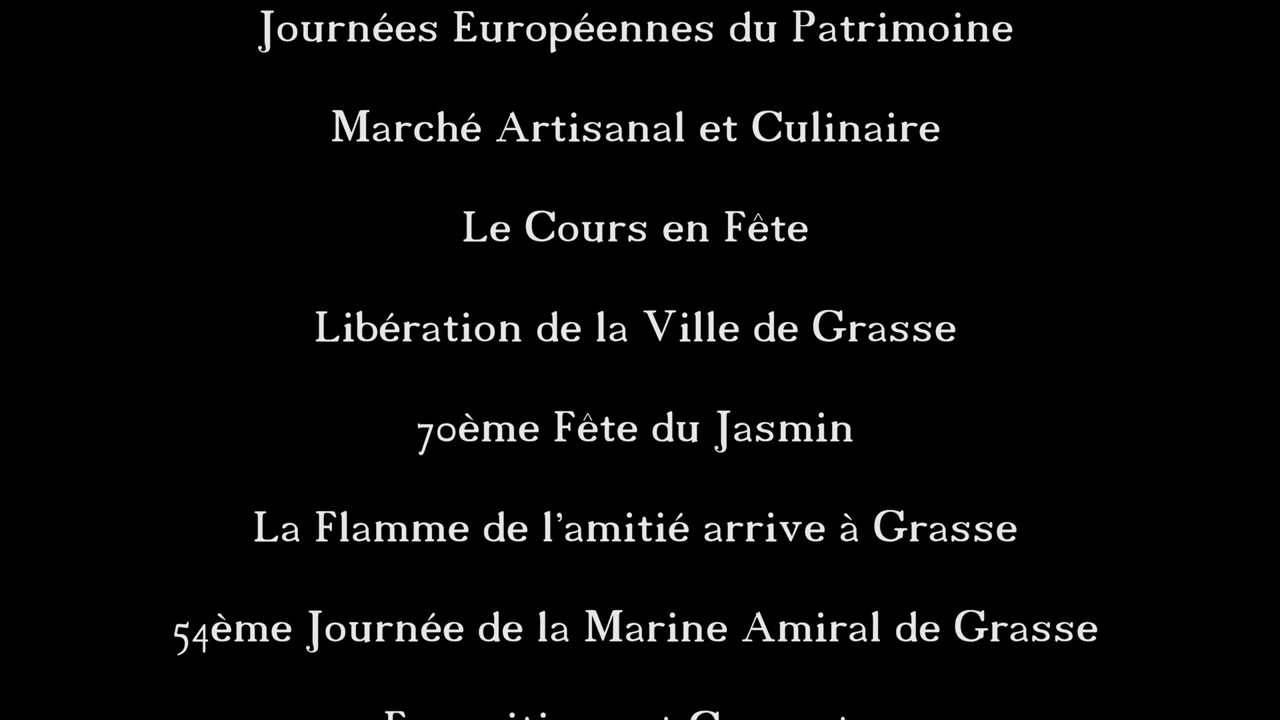 Journées Européennes du Patrimoine
Marché Artisanal et Culinaire
Le Cours en Fête
Libération de la Ville de Grasse
70ème Fête du Jasmin
La Flamme de l’amitié arrive à Grasse
54ème Journée de la Marine Amiral de Grasse